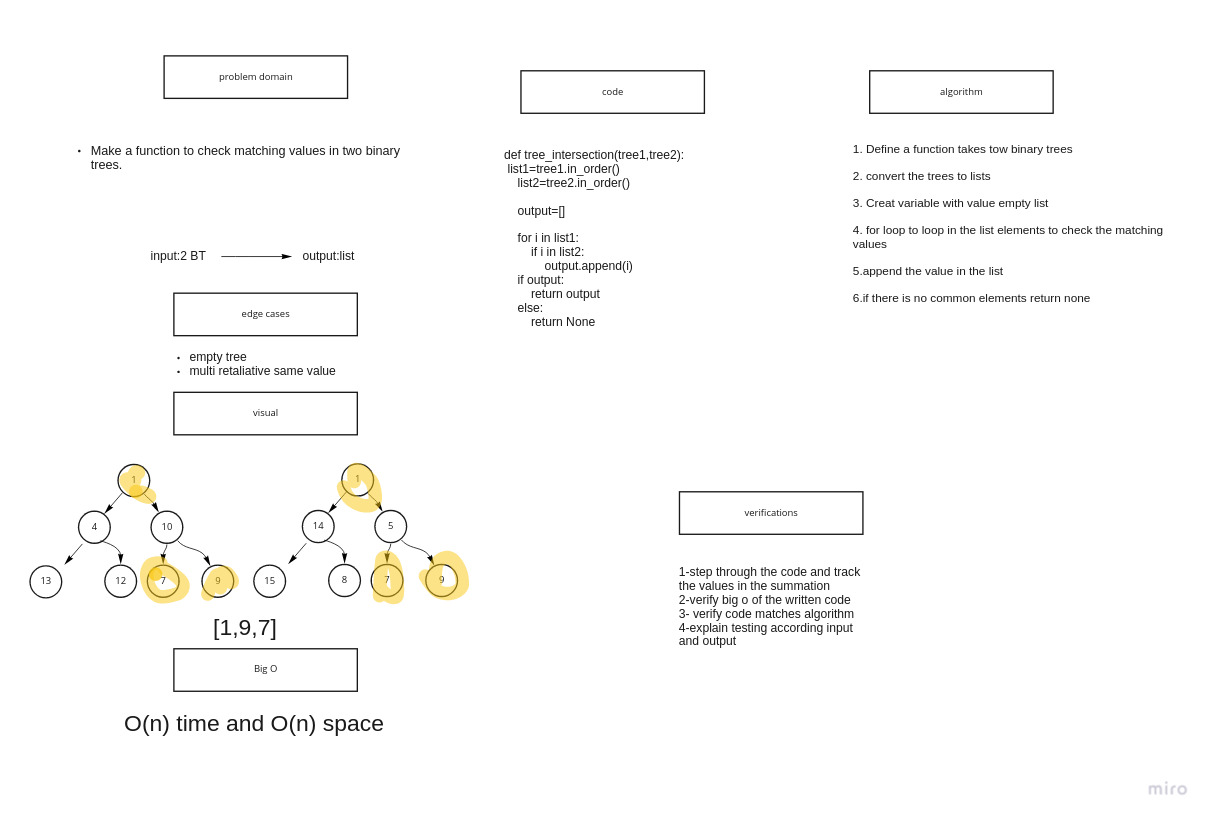 problem domain
• Make a function to check matching values in two binary
trees.
input:2 BT
output:list
edge cases
• empty tree
• multi retaliative same value
visual
1
4
10
13
12
7
9
1
14
5
15
8
7
9
[1,9,7]
Big O
O(n) time and O(n) space
code
def tree_intersection(tree1,tree2):
list1=tree1.in_order()
list2=tree2.in_order()
output=[]
for i in list1:
if i in list2:
output.append(i)
if output:
return output
else:
return None
algorithm
1. Define a function takes tow binary trees
2. convert the trees to lists
3. Creat variable with value empty list
4. for loop to loop in the list elements to check the matching
values
5.append the value in the list
6.if there is no common elements return none
verifications
1-step through the code and track
the values in the summation
2-verify big o of the written code
3- verify code matches algorithm
4-explain testing according input
and output
miro